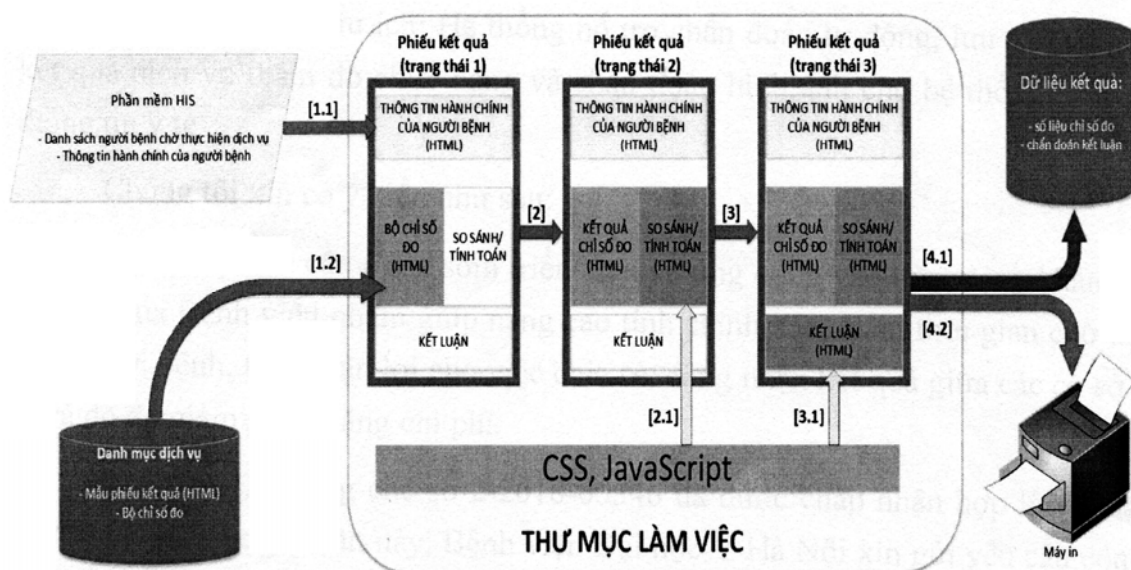 Phần mềm HIS
- Danh sách người bệnh chờ thực hiện dịch vụ
- Thông tin hành chính của người bệnh
[1.1]
[1.2]
Danh mục dịch vụ
- Mẫu phiếu kết quả (HTML)
- Bộ chỉ số đo
Phiếu kết quả
(trạng thái 1)
THÔNG TIN HÀNH CHÍNH
CỦA NGƯỜI BỆNH
(HTML)
BỘ CHỈ SỐ
ĐO
(HTML)
SO SÁNH/
TÍNH TOÁN
KẾT LUẬN
[2]
Phiếu kết quả
(trạng thái 2)
THÔNG TIN HÀNH CHÍNH
CỦA NGƯỜI BỆNH
(HTML)
KẾT QUẢ
CHỈ SỐ ĐO
(HTML)
SO SÁNH/
TÍNH TOÁN
(HTML)
KẾT LUẬN
[2.1]
[3]
Phiếu kết quả
(trạng thái 3)
THÔNG TIN HÀNH CHÍNH
CỦA NGƯỜI BỆNH
(HTML)
KẾT QUẢ
CHỈ SỐ ĐO
(HTML)
SO SÁNH/
TÍNH TOÁN
(HTML)
KẾT LUẬN
(HTML)
[3.1]
CSS, JavaScript
THƯ MỤC LÀM VIỆC
[4.1]
[4.2]
Dữ liệu kết quả:
- số liệu chỉ số đo
- chẩn đoán kết luận
Máy in